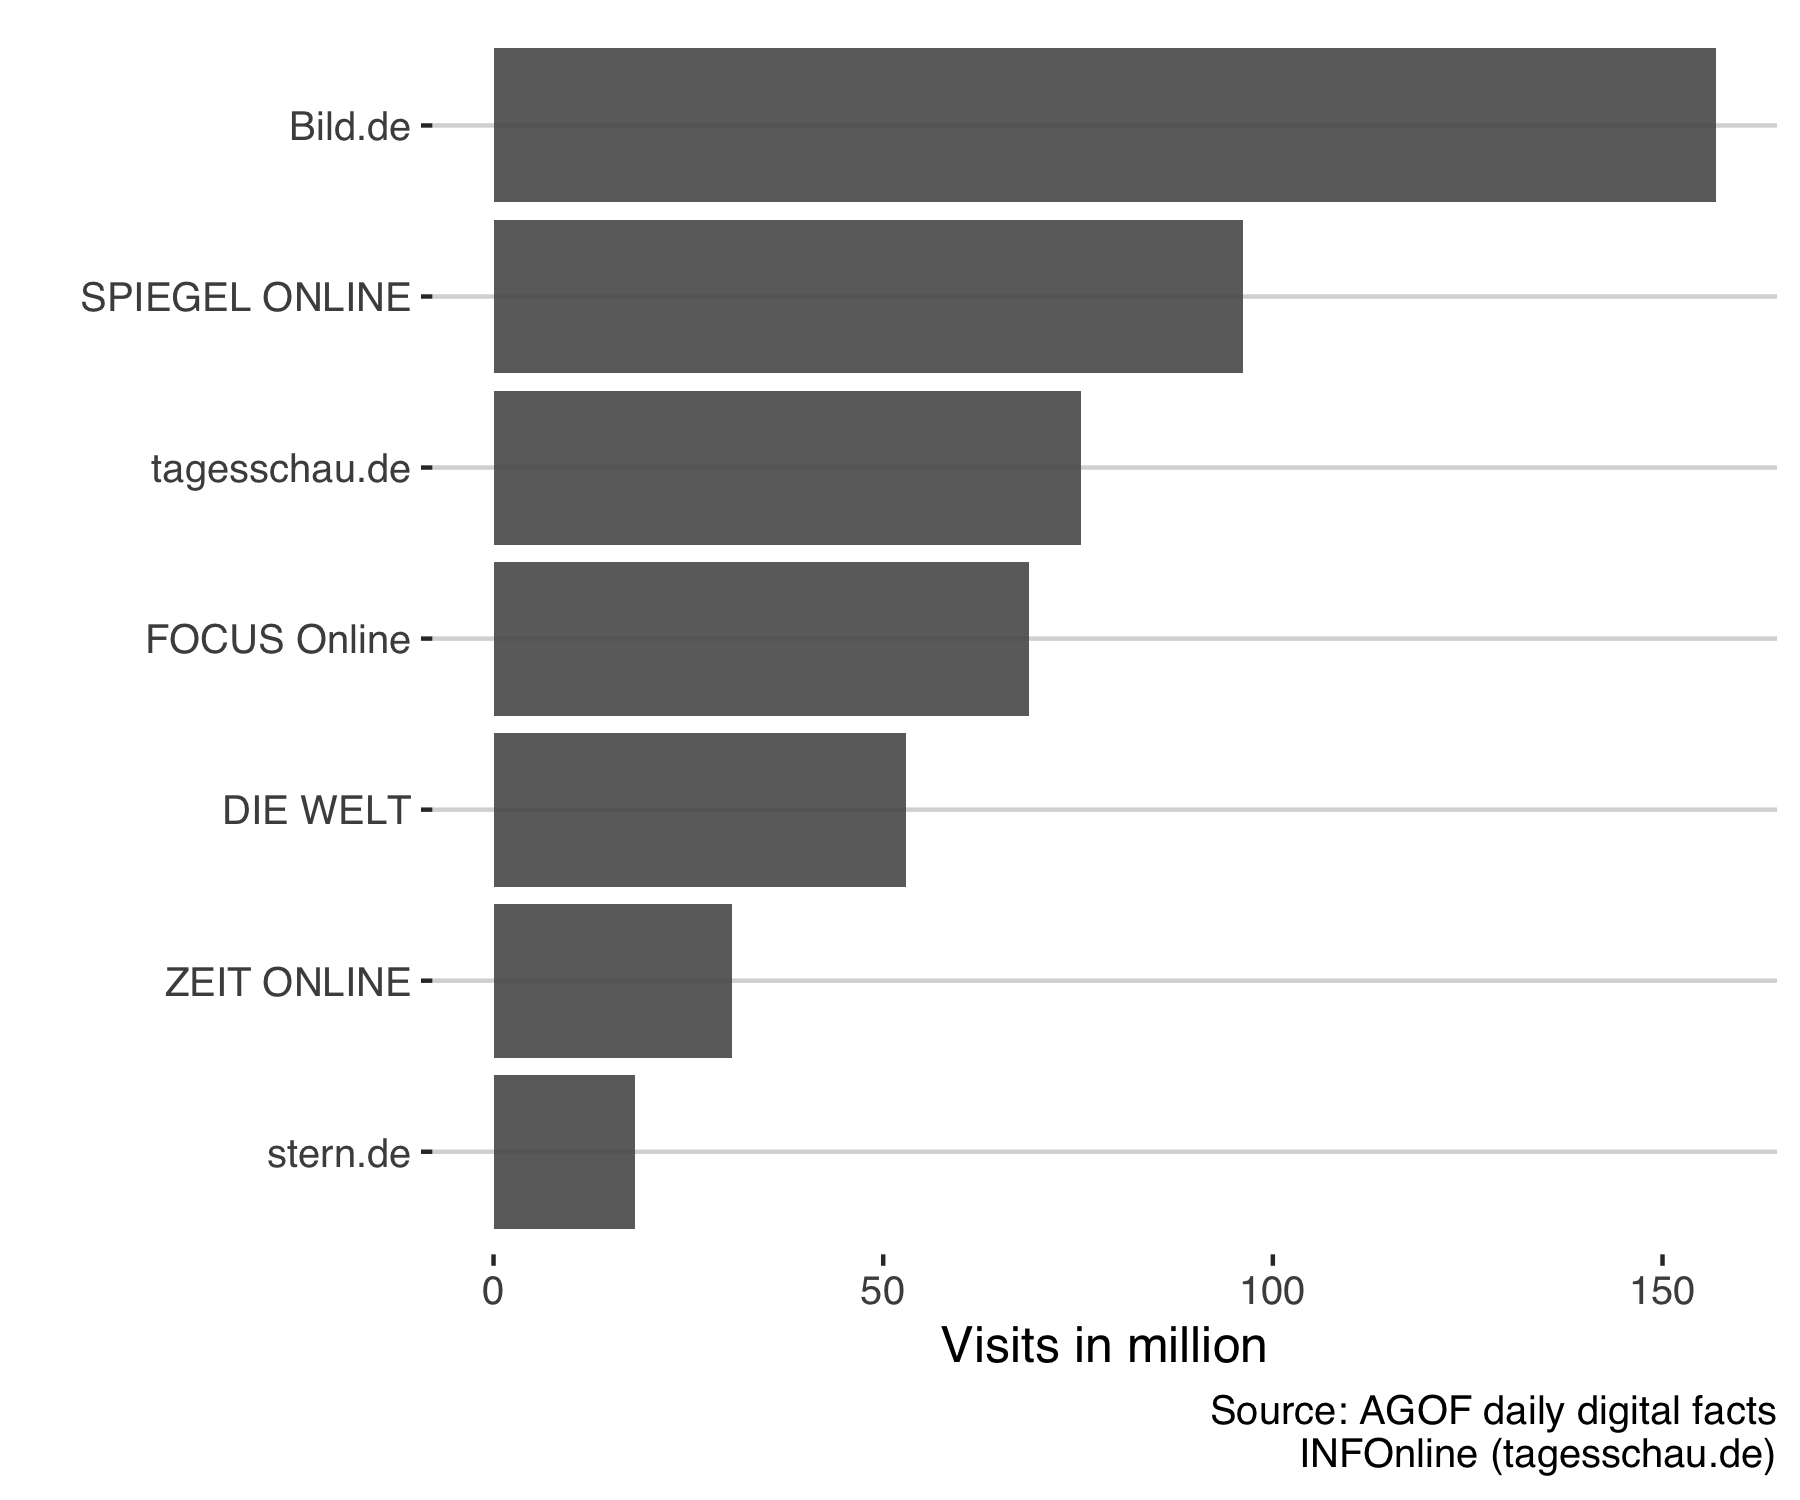 Bild.de
SPIEGEL ONLINE
tagesschau.de
FOCUS Online
DIE WELT
ZEIT ONLINE
stern.de
0 50 100 150
Visits in million
Source: AGOF daily digital facts
INFOnline (tagesschau.de)